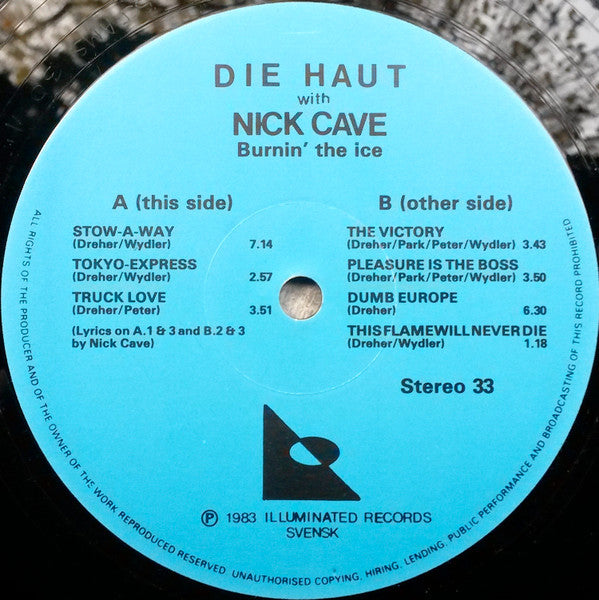 DIE HAUT
with
NICK CAVE
Burnin' the ice
A (this side)
STOW-A-WAY
(Dreher/Wydler) 7.14
TOKYO-EXPRESS
(Dreher/Wydler) 2.57
TRUCK LOVE
(Dreher/Peter) 3.51
(Lyrics on A.1 & 3 and B.2 & 3
by Nick Cave)
B (other side)
THE VICTORY
(Dreher/Park/Peter/Wydler) 3.43
PLEASURE IS THE BOSS
(Dreher/Park/Peter/Wydler) 3.50
DUMB EUROPE
(Dreher) 6.30
THIS FLAME WILL NEVER DIE
(Dreher/Wydler) 1.18
Stereo 33
Ⓟ 1983 ILLUMINATED RECORDS
SVENSK
ALL RIGHTS OF THE PRODUCER AND OF THE OWNER OF THE WORK REPRODUCED RESERVED UNAUTHORISED COPYING, HIRING, LENDING, PUBLIC PERFORMANCE AND BROADCASTING OF THIS RECORD PROHIBITED